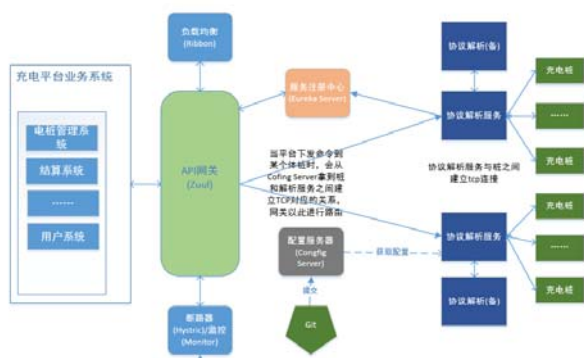 负载均衡
(Ribbon)
充电平台业务系统
电桩管理系
统
结算系统
……
用户系统
API网关
(Zuul)
服务注册中心
(Eureka Server)
当平台下发命令到
某个体桩时，会从
Cofing Server拿到桩
和解析服务之间建
立TCP对应的关系，
网关以此进行路由
配置服务器
(Congfig
Server)
获取配置
提交
Git
断路器
(Hystric)/监控
(Monitor)
协议解析(备)
协议解析服务
协议解析服务与桩之间
建立tcp连接
协议解析服务
协议解析(备)
充电桩
……
充电桩
充电桩
……
充电桩